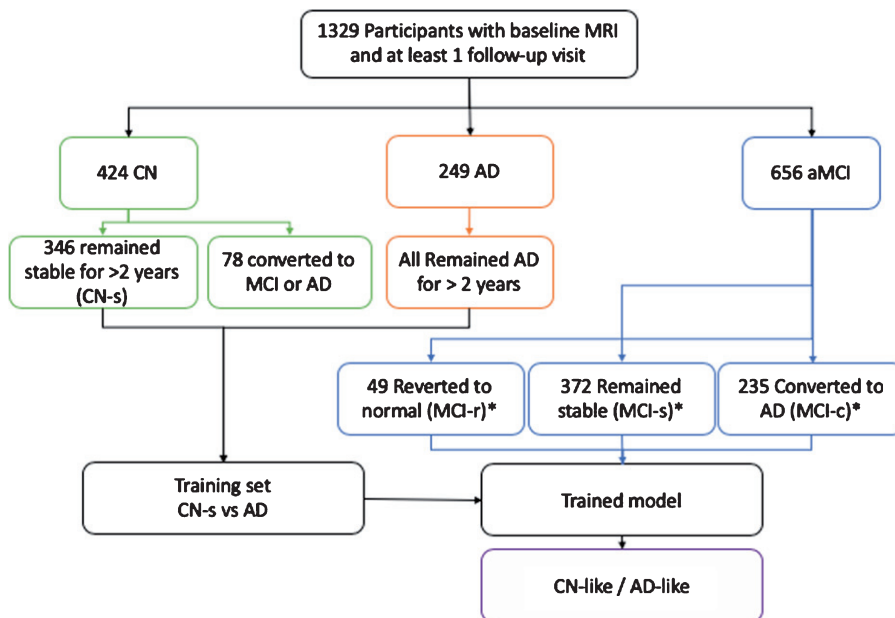 1329 Participants with baseline MRI
and at least 1 follow-up visit
424 CN
249 AD
656 aMCI
346 remained
stable for >2 years
(CN-s)
78 converted to
MCI or AD
All Remained AD
for > 2 years
49 Reverted to
normal (MCI-r)*
372 Remained
stable (MCI-s)*
235 Converted to
AD (MCI-c)*
Training set
CN-s vs AD
Trained model
CN-like / AD-like